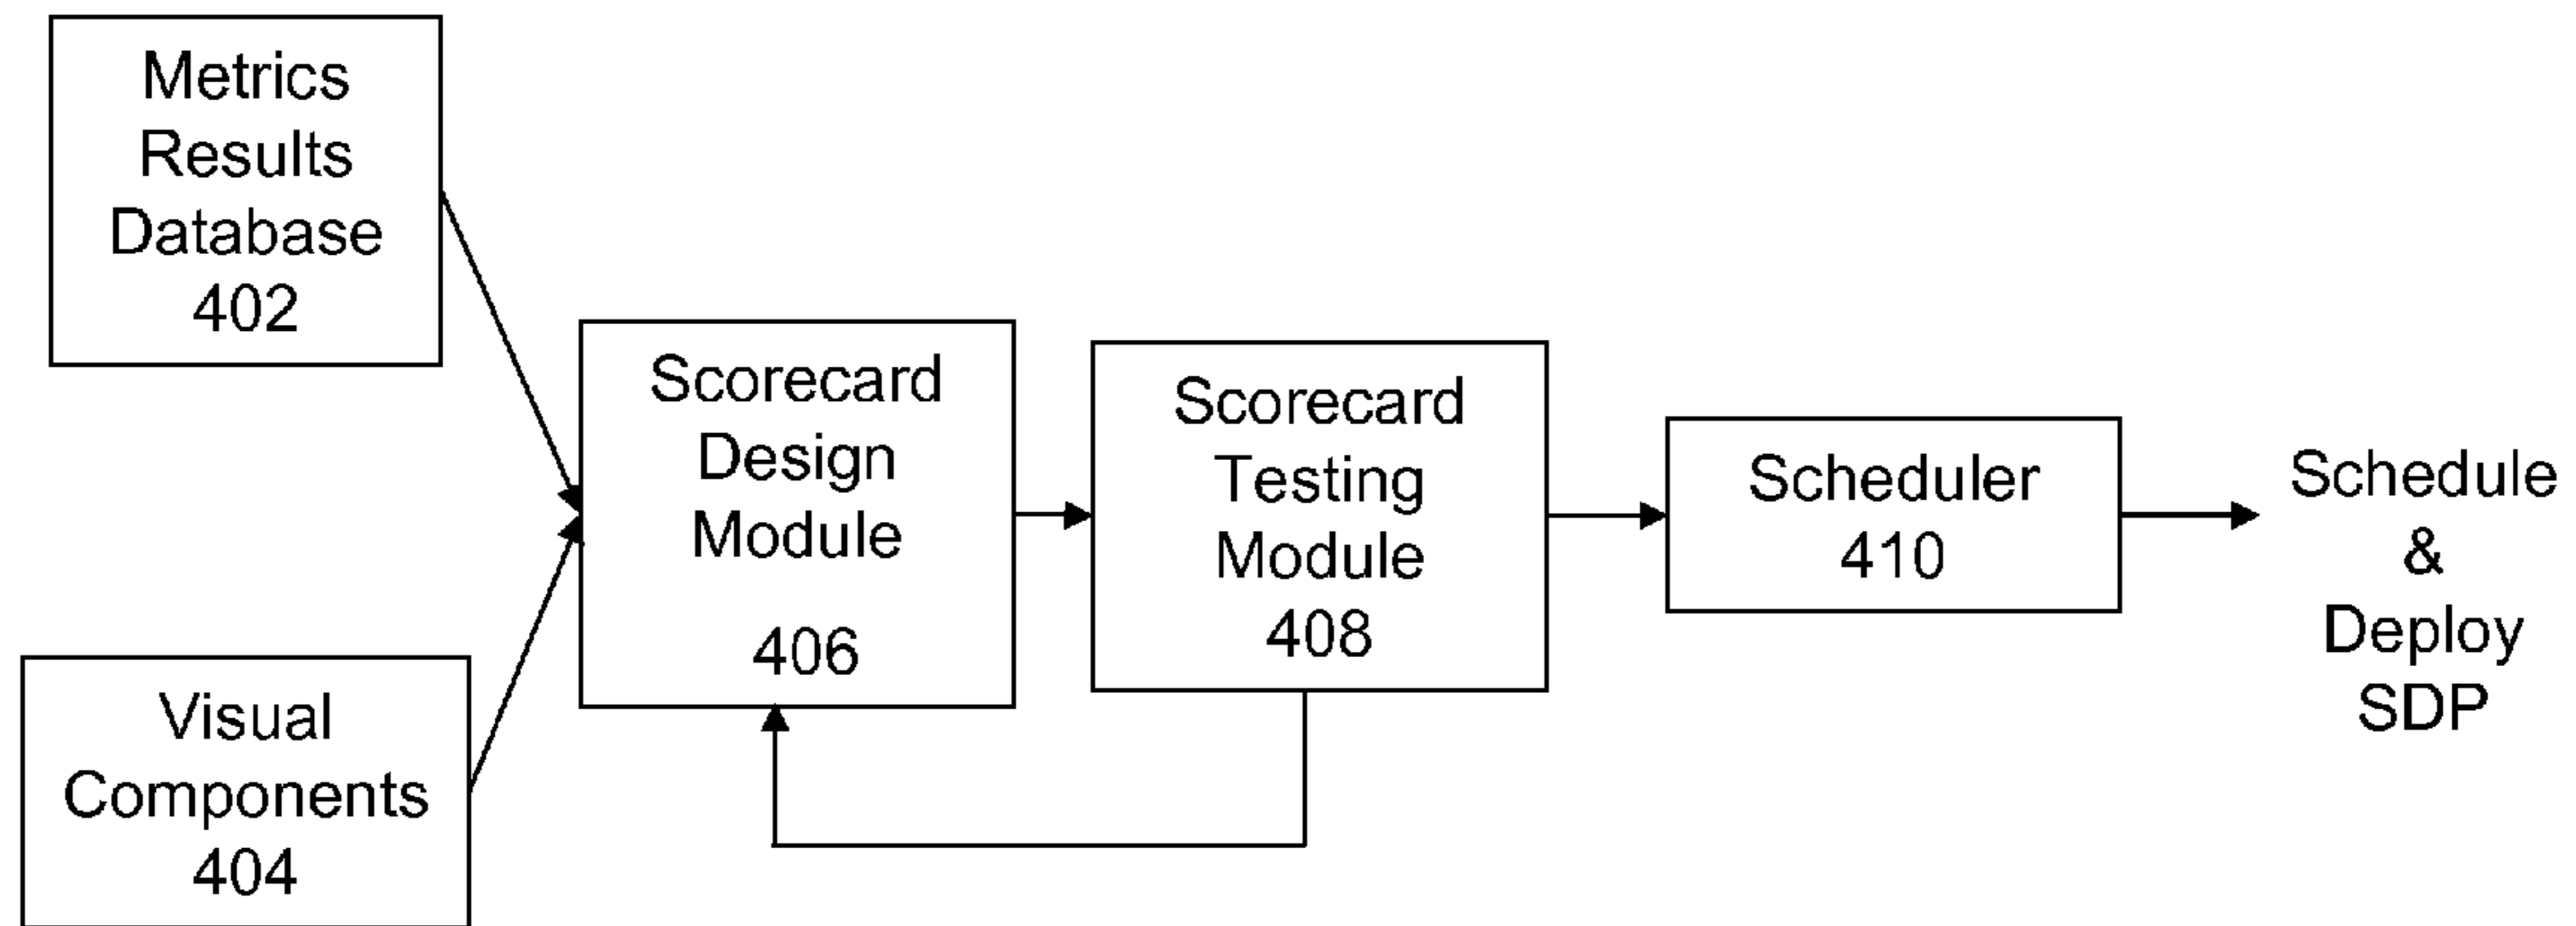 Metrics
Results
Database
402
Visual
Components
404
Scorecard
Design
Module
406
Scorecard
Testing
Module
408
Scheduler
410
Schedule
&
Deploy
SDP